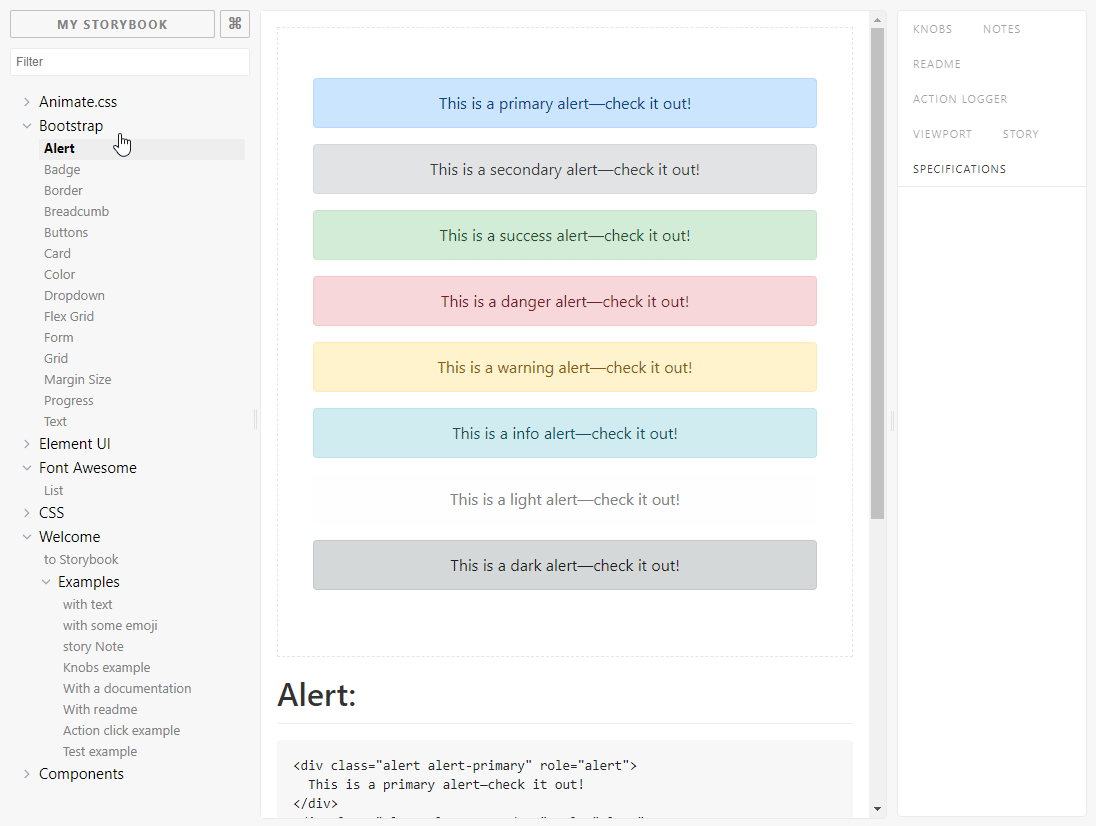 MY STORYBOOK
⌘
Filter
Animate.css
Bootstrap
Alert
Badge
Border
Breadcumb
Buttons
Card
Color
Dropdown
Flex Grid
Form
Grid
Margin Size
Progress
Text
Element UI
Font Awesome
List
CSS
Welcome
to Storybook
Examples
with text
with some emoji
story Note
Knobs example
With a documentation
With readme
Action click example
Test example
Components
This is a primary alert—check it out!
This is a secondary alert—check it out!
This is a success alert—check it out!
This is a danger alert—check it out!
This is a warning alert—check it out!
This is a info alert—check it out!
This is a light alert—check it out!
This is a dark alert—check it out!
Alert:
<div class="alert alert-primary" role="alert">
This is a primary alert—check it out!
</div>
KNOBS NOTES
README
ACTION LOGGER
VIEWPORT STORY
SPECIFICATIONS